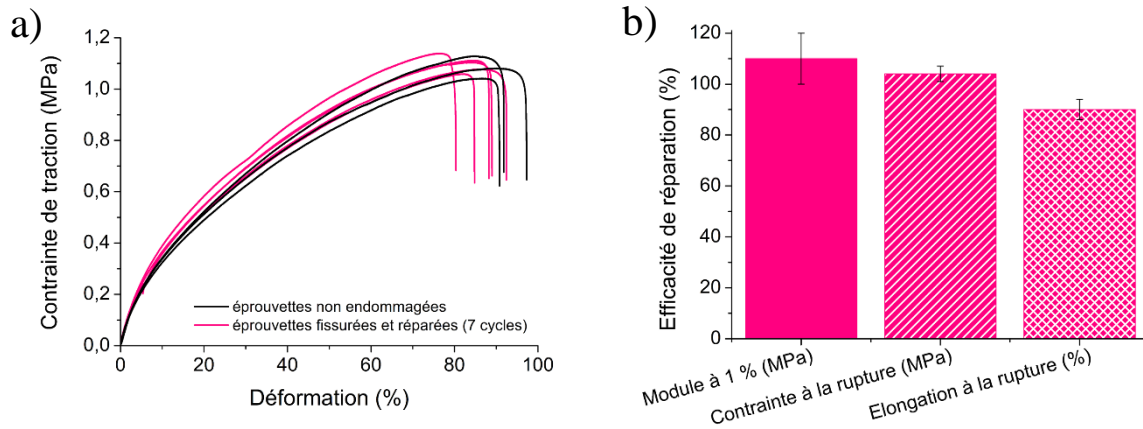 a)
Contrainte de traction (MPa)
1,2
1,0
0,8
0,6
0,4
0,2
0,0
éprouvettes non endommagées
éprouvettes fissurées et réparées (7 cycles)
0 20 40 60 80 100
Déformation (%)
b)
Efficacité de réparation (%)
120
100
80
60
40
20
0
Module à 1 % (MPa)
Contrainte à la rupture (MPa)
Elongation à la rupture (%)